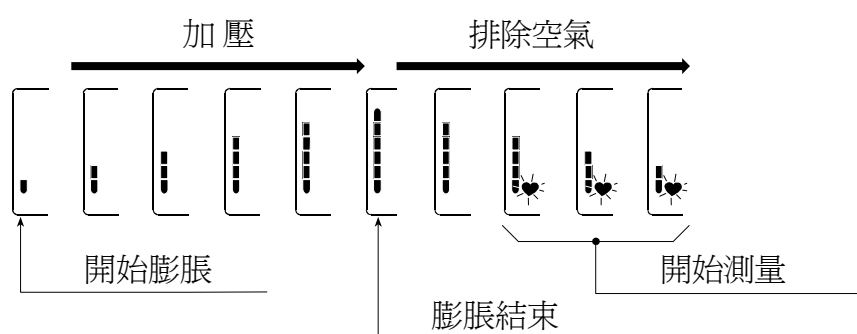 加 壓
排除空氣
開始膨脹
開始測量
膨脹結束